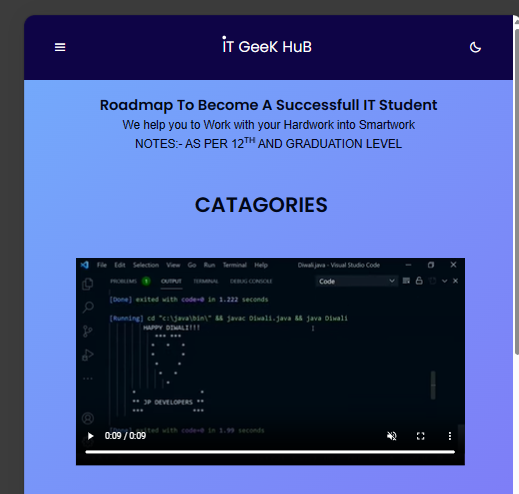 iT GeeK HuB
Roadmap To Become A Successfull IT Student
We help you to Work with your Hardwork into Smartwork
NOTES:- AS PER 12TH AND GRADUATION LEVEL
CATAGORIES
File Edit Selection View Go Run Terminal Help Diwali.java - Visual Studio Code
PROBLEMS 1 OUTPUT TERMINAL DEBUG CONSOLE Code
[Done] exited with code=0 in 1.222 seconds
[Running] cd "c:\java\bin\" && javac Diwali.java && java Diwali
HAPPY DIWALI!!!
** *** 
* * *
* *
* *
* *
*
* *
** JP DEVELOPERS **
*** ***
[Done] exited with code=0 in 1.99 seconds
0:09 / 0:09